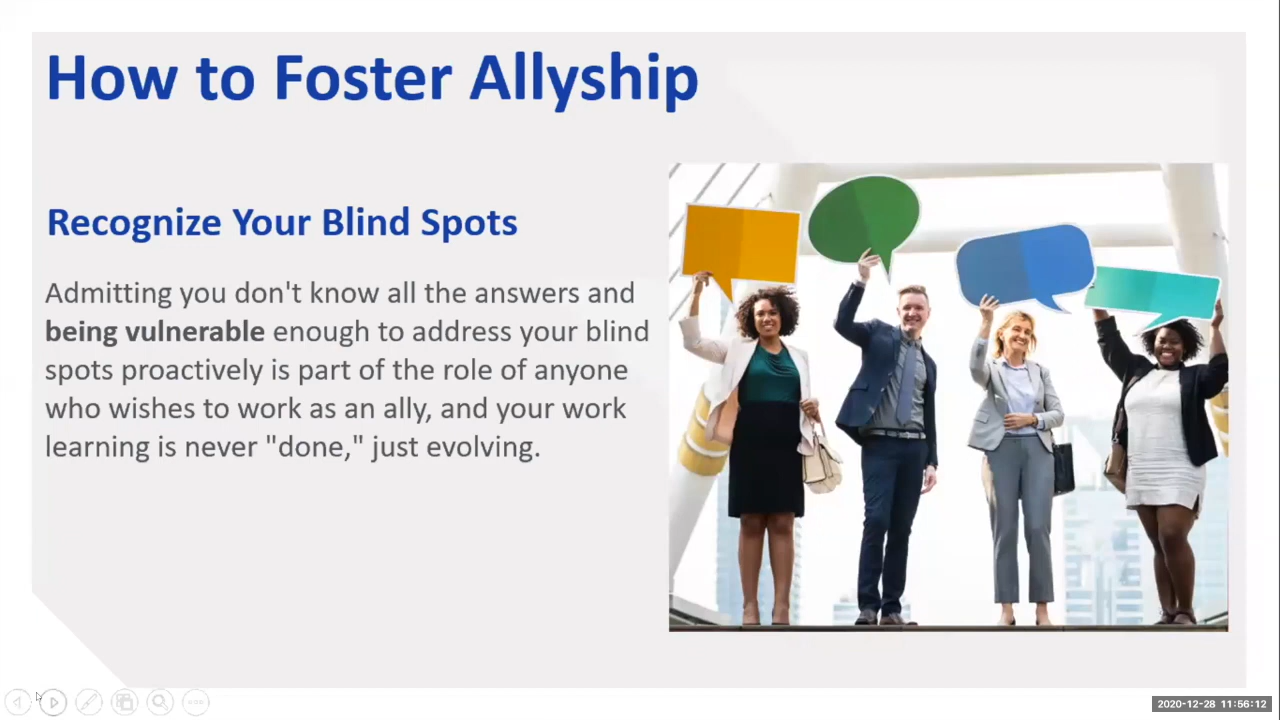 How to Foster Allyship
Recognize Your Blind Spots
Admitting you don't know all the answers and
being vulnerable enough to address your blind
spots proactively is part of the role of anyone
who wishes to work as an ally, and your work
learning is never "done," just evolving.
2020-12-28 11:56:12